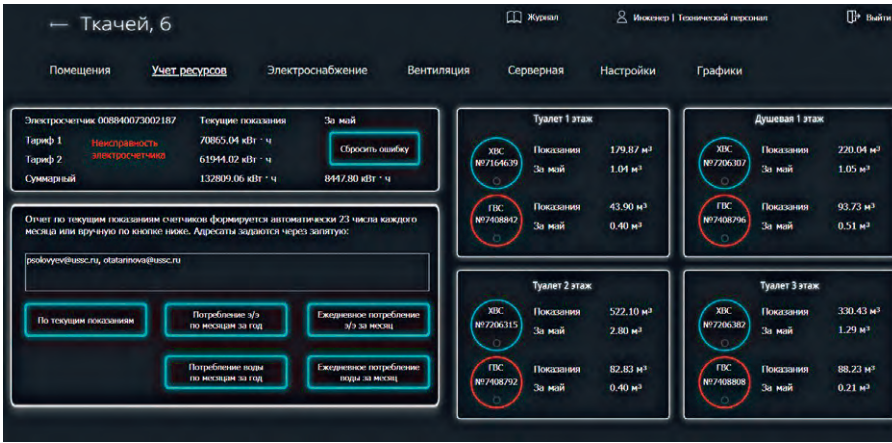 ← Ткачей, 6
Журнал
Инженер | Технический персонал
Выйти
Помещения Учет ресурсов Электроснабжение Вентиляция Серверная Настройки Графики
Электросчетчик 008840073002187 Текущие показания За май
Тариф 1 70865.04 кВт · ч
Неисправность электросчетчика
Тариф 2 61944.02 кВт · ч
Сбросить ошибку
Суммарный 132809.06 кВт · ч 8447.80 кВт · ч
Отчет по текущим показаниям счетчиков формируется автоматически 23 числа каждого
месяца или вручную по кнопке ниже. Адресаты задаются через запятую:
psolovyev@ussc.ru, otatarinova@ussc.ru
По текущим показаниям
Потребление э/э
по месяцам за год
Ежедневное потребление
э/э за месяц
Потребление воды
по месяцам за год
Ежедневное потребление
воды за месяц
Туалет 1 этаж
ХВС
№7164639
Показания 179.87 м³
За май 1.04 м³
ГВС
№7408842
Показания 43.90 м³
За май 0.40 м³
Душевая 1 этаж
ХВС
№7206307
Показания 220.04 м³
За май 1.05 м³
ГВС
№7408796
Показания 93.73 м³
За май 0.51 м³
Туалет 2 этаж
ХВС
№7206315
Показания 522.10 м³
За май 2.80 м³
ГВС
№7408792
Показания 82.83 м³
За май 0.40 м³
Туалет 3 этаж
ХВС
№7206382
Показания 330.43 м³
За май 1.29 м³
ГВС
№7408808
Показания 88.23 м³
За май 0.21 м³